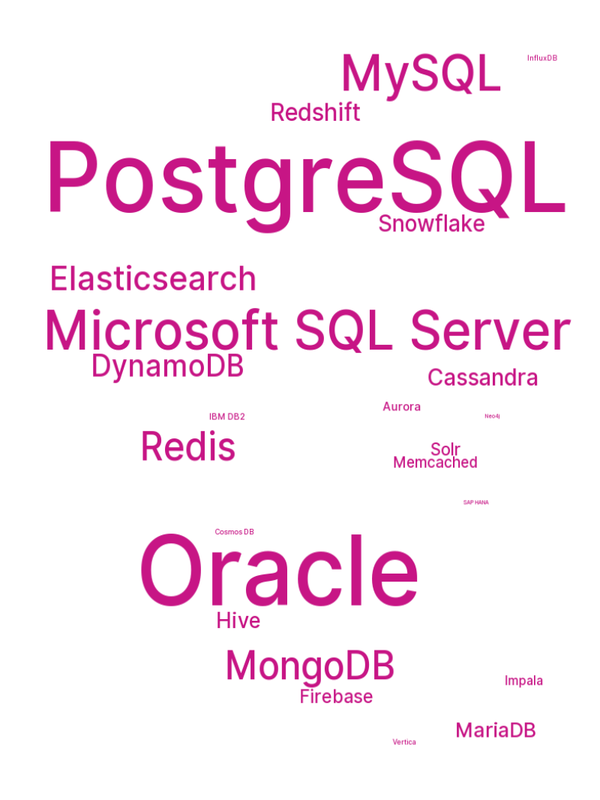 MySQL
InfluxDB
Redshift
PostgreSQL
Snowflake
Elasticsearch
Microsoft SQL Server
DynamoDB
Cassandra
Aurora
IBM DB2
Neo4j
Redis
Solr
Memcached
SAP HANA
Cosmos DB
Oracle
Hive
MongoDB
Impala
Firebase
MariaDB
Vertica